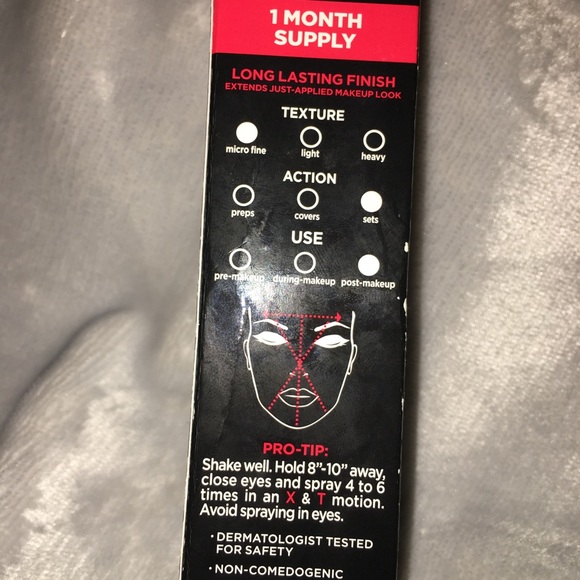 1 MONTH
SUPPLY
LONG LASTING FINISH
EXTENDS JUST-APPLIED MAKEUP LOOK
TEXTURE
micro fine light heavy
ACTION
preps covers sets
USE
pre-makeup during-makeup post-makeup
PRO-TIP:
Shake well. Hold 8”-10” away,
close eyes and spray 4 to 6
times in an X & T motion.
Avoid spraying in eyes.
· DERMATOLOGIST TESTED
FOR SAFETY
· NON-COMEDOGENIC